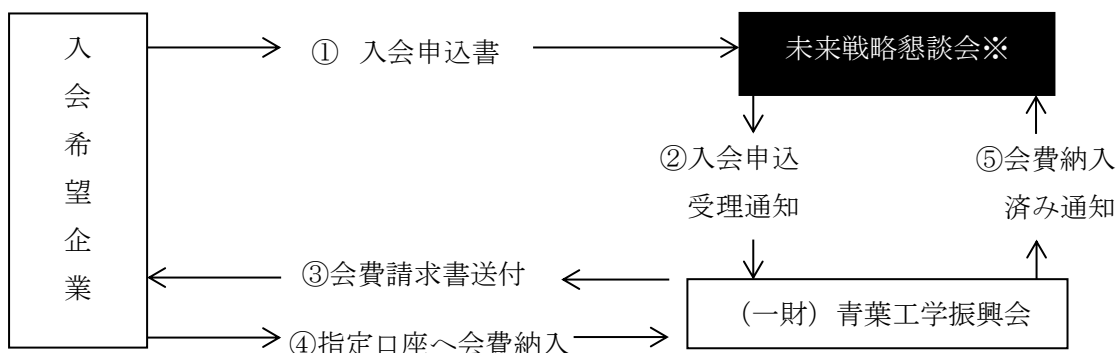 入会希望企業
① 入会申込書
未来戦略懇談会※
②入会申込
受理通知
⑤会費納入
済み通知
③会費請求書送付
(一財)青葉工学振興会
④指定口座へ会費納入